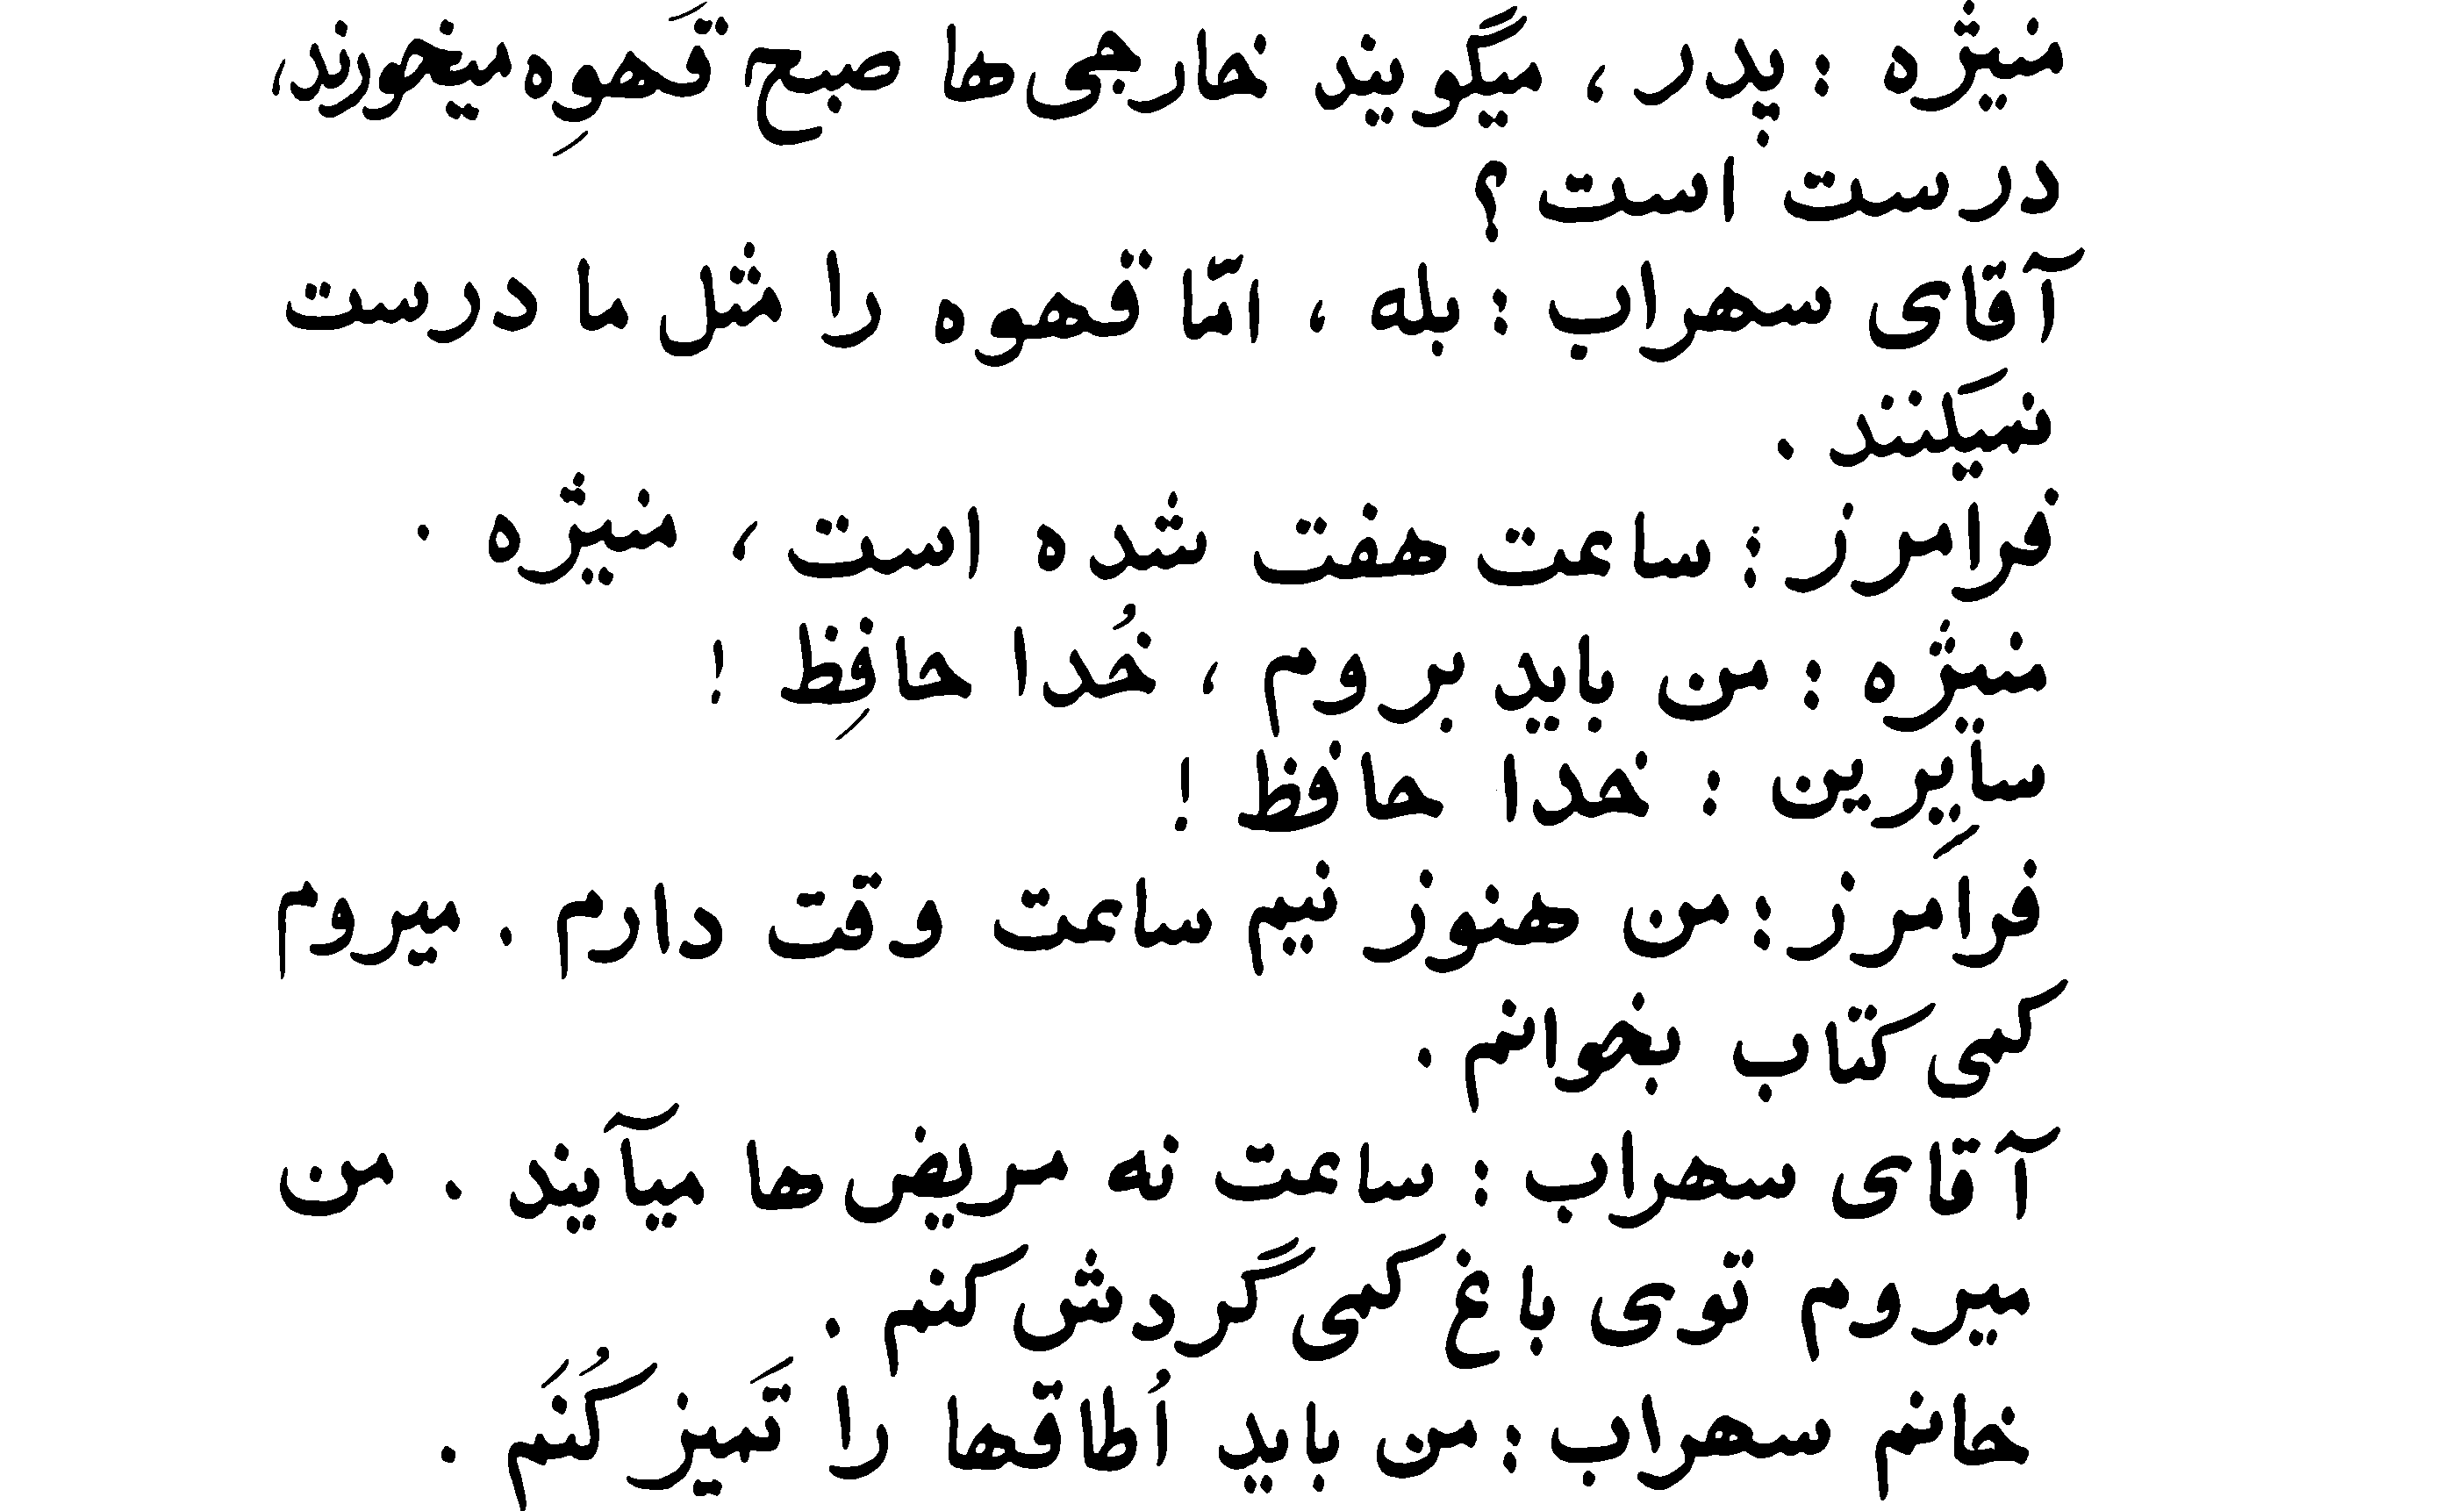 منیژه : پدر ، میگویند خارجی‌ها صبح قَهوِه میخورند،
درست است ؟
آقای سهراب : بله ، امّا قهوه را مثل ما درست
نمیکَنند .
فرامرز : ساعت هفت شده است ، منیژه .
منیژه : من باید بروم ، خُدا حافِظ !
سایِرین : خدا حافظ !
فرامرز : من هنوز نیم ساعت وقت دارم . میروم
کمی کتاب بخوانم .
آقای سهراب : ساعت نه مریض‌ها میآیند . من
میروم توی باغ کمی گردش کنم .
خانم سهراب : من باید اُطاقها را تَمیز کُنَم .